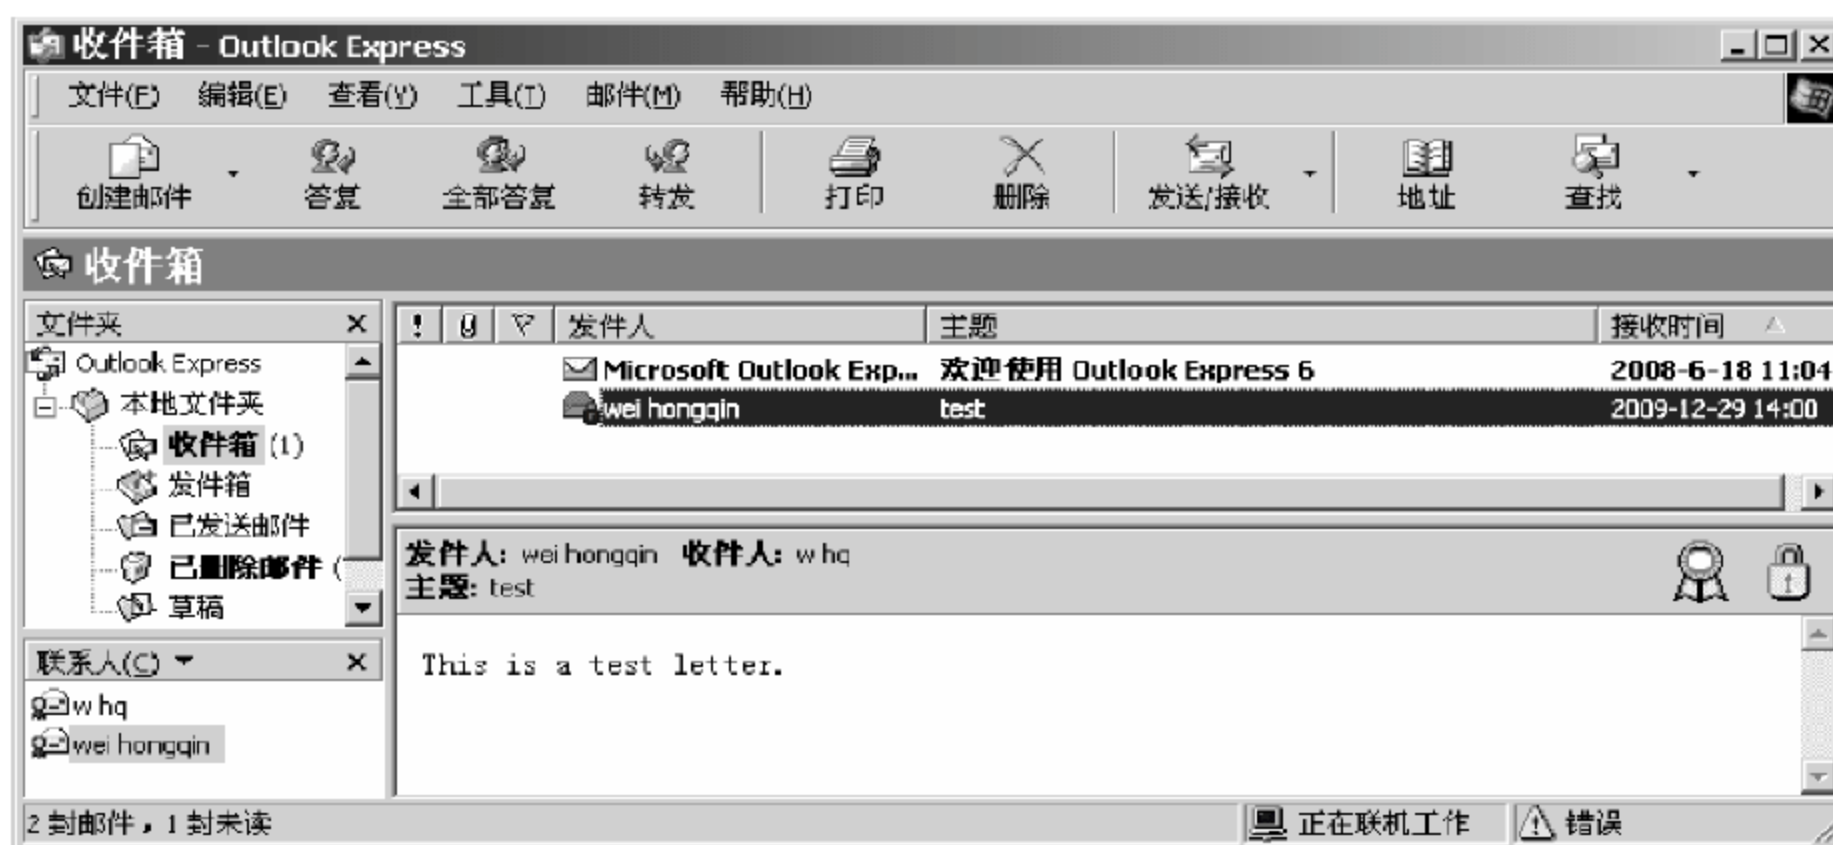 收件箱 - Outlook Express
文件(F) 编辑(E) 查看(Y) 工具(T) 邮件(M) 帮助(H)
创建邮件 答复 全部答复 转发 打印 删除 发送/接收 地址 查找
收件箱
文件夹
Outlook Express
本地文件夹
收件箱 (1)
发件箱
已发送邮件
已删除邮件 (
草稿
联系人(C)
w hq
wei hongqin
! 发件人 主题 接收时间
Microsoft Outlook Exp... 欢迎使用 Outlook Express 6 2008-6-18 11:04
wei hongqin test 2009-12-29 14:00
发件人: wei hongqin 收件人: w hq
主题: test
This is a test letter.
2 封邮件，1 封未读 正在联机工作 错误